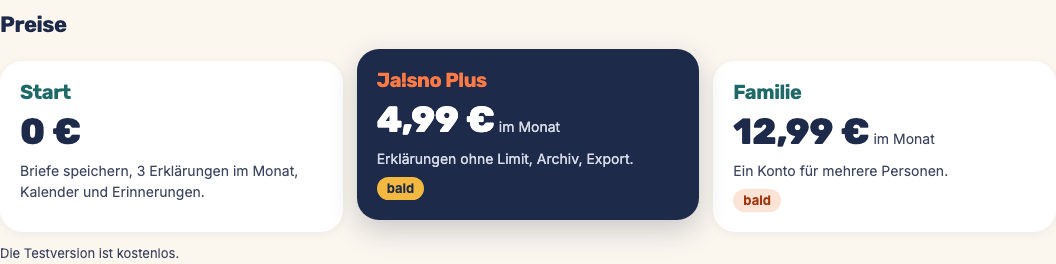 Preise
Start
0 €
Briefe speichern, 3 Erklärungen im Monat,
Kalender und Erinnerungen.
Ja!sno Plus
4,99 € im Monat
Erklärungen ohne Limit, Archiv, Export.
bald
Familie
12,99 € im Monat
Ein Konto für mehrere Personen.
bald
Die Testversion ist kostenlos.